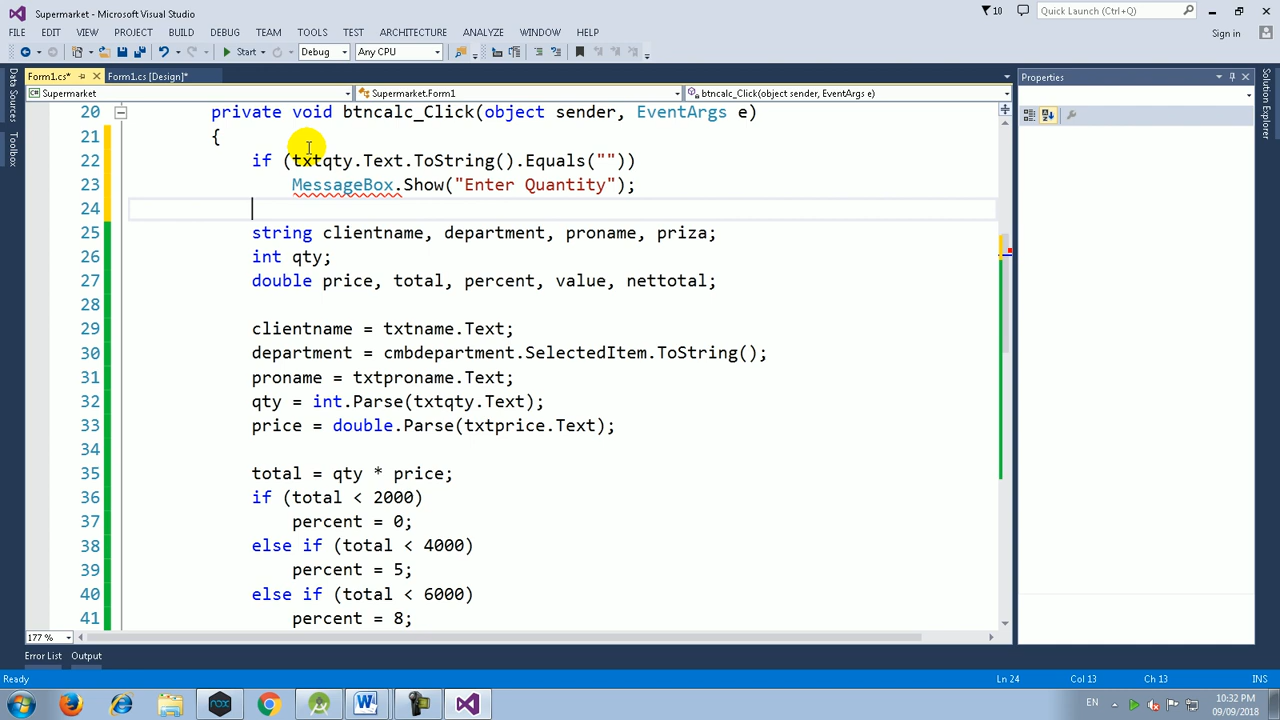 Supermarket - Microsoft Visual Studio
10
Quick Launch (Ctrl+Q)
FILE EDIT VIEW PROJECT BUILD DEBUG TEAM TOOLS TEST ARCHITECTURE ANALYZE WINDOW HELP
Sign in
Start Debug Any CPU
Form1.cs* Form1.cs [Design]*
Properties
Supermarket Supermarket.Form1 btncalc_Click(object sender, EventArgs e)
Data Sources
Toolbox
Solution Explorer
20 private void btncalc_Click(object sender, EventArgs e)
21 {
22 if (txtqty.Text.ToString().Equals(""))
23 MessageBox.Show("Enter Quantity");
24
25 string clientname, department, proname, priza;
26 int qty;
27 double price, total, percent, value, nettotal;
28
29 clientname = txtname.Text;
30 department = cmbdepartment.SelectedItem.ToString();
31 proname = txtproname.Text;
32 qty = int.Parse(txtqty.Text);
33 price = double.Parse(txtprice.Text);
34
35 total = qty * price;
36 if (total < 2000)
37 percent = 0;
38 else if (total < 4000)
39 percent = 5;
40 else if (total < 6000)
41 percent = 8;
177 %
Error List Output
Ready Ln 24 Col 13 Ch 13 INS
nox W EN 10:32 PM
09/09/2018